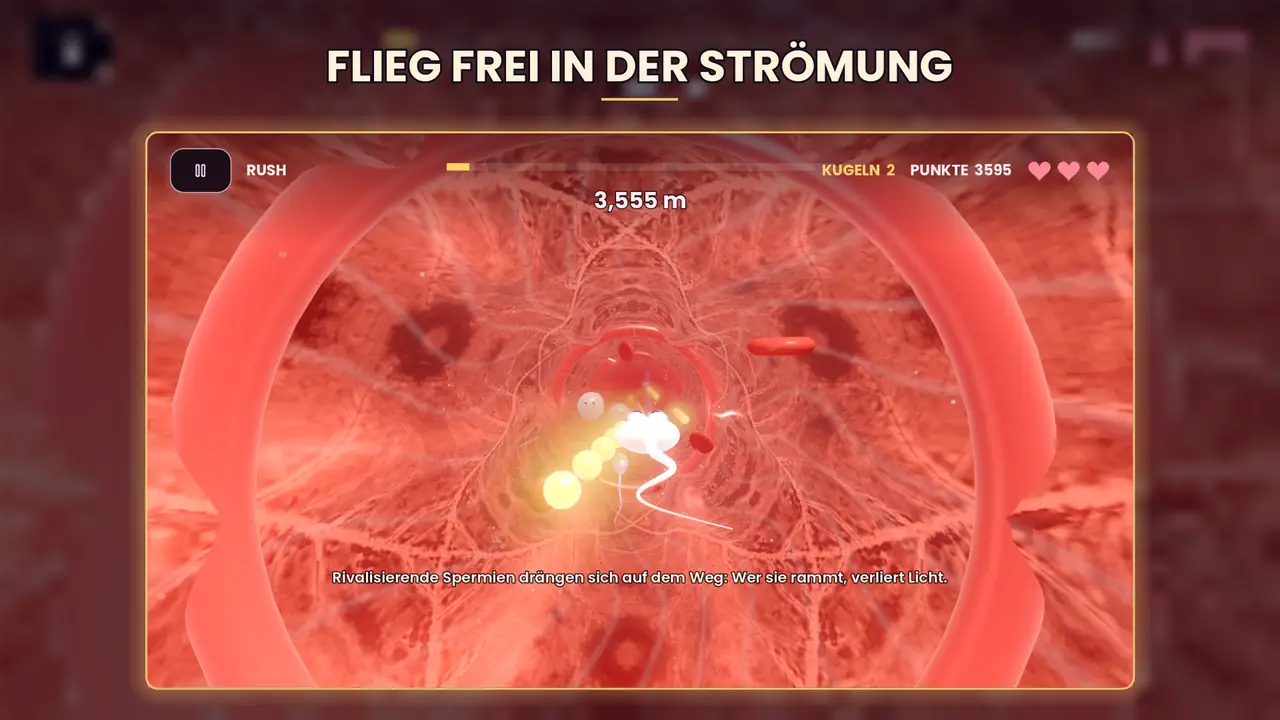 FLIEG FREI IN DER STRÖMUNG
RUSH
KUGELN 2 PUNKTE 3595
3,555 m
Rivalisierende Spermien drängen sich auf dem Weg: Wer sie rammt, verliert Licht.